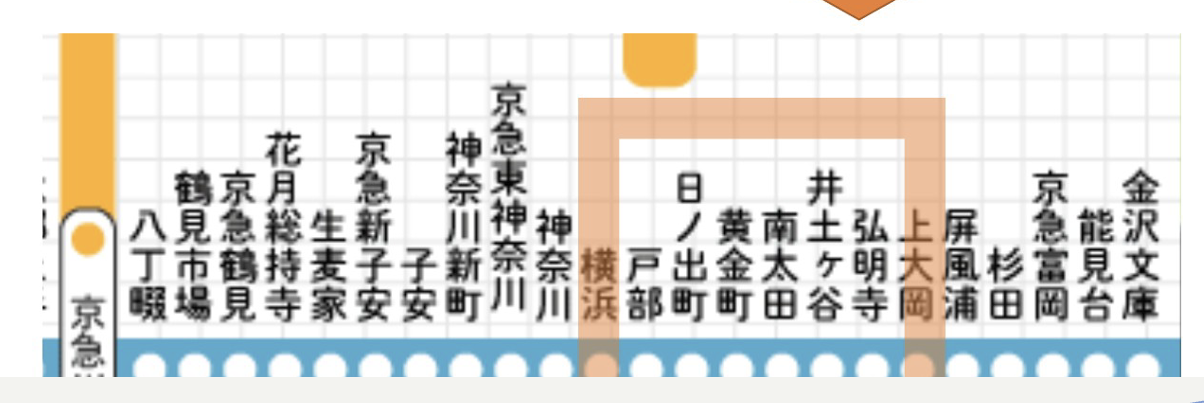 京急
八丁畷
鶴見市場
京急鶴見
花月総持寺
生麦家
京急新子安
子安
神奈川新町
京急東神奈川
神奈川
横浜
戸部
日ノ出町
黄金町
南太田
井土ヶ谷
弘明寺
上大岡
屏風浦
杉田
京急富岡
能見台
金沢文庫